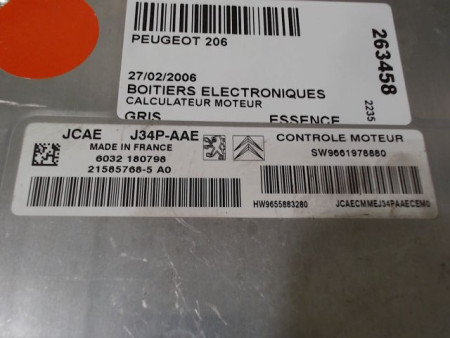 PEUGEOT 206
27/02/2006
BOITIERS ELECTRONIQUES
CALCULATEUR MOTEUR
GRIS ESSENCE
263458
2235
JCAE J34P-AAE
MADE IN FRANCE
6032 180798
21585768-5 A0
CONTROLE MOTEUR
SW9661978880
HW9655883280 JCAECMMEJ34PAAECEM0